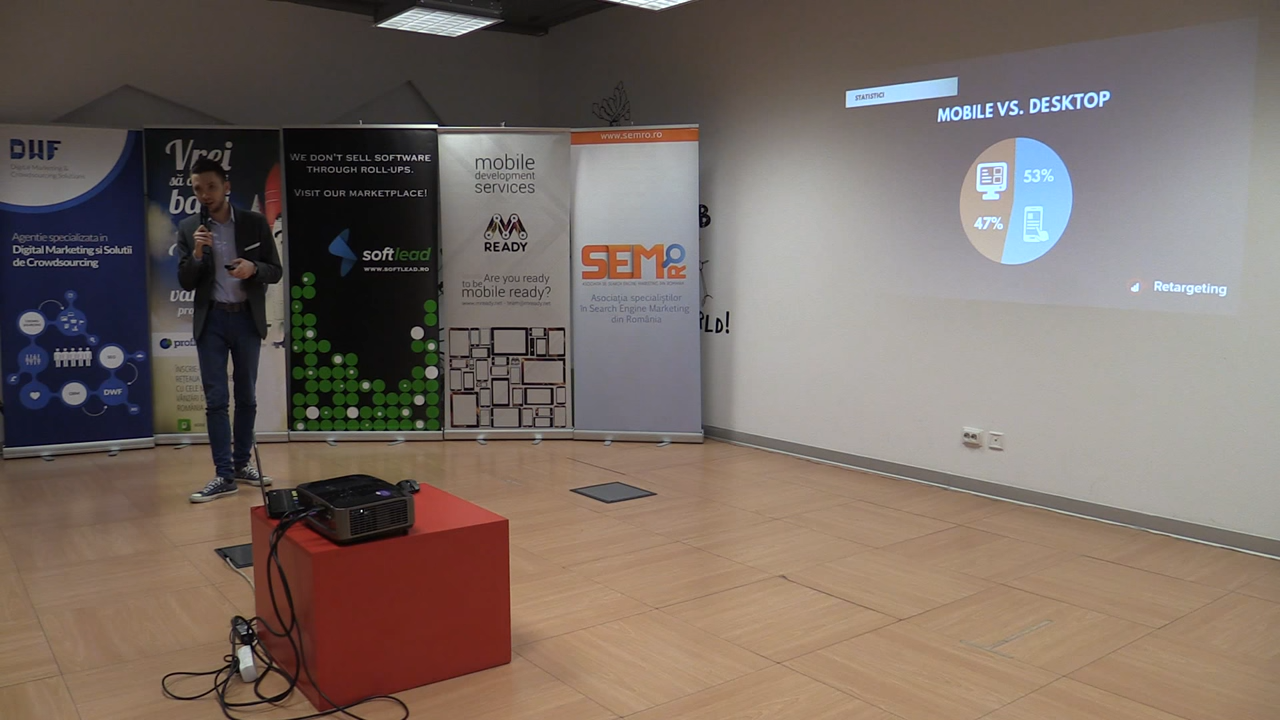 DWF
Digital Marketing &
Crowdsourcing Solutions
Agentie specializata in
Digital Marketing si Solutii
de Crowdsourcing
DWF
Vrei
WE DON'T SELL SOFTWARE
THROUGH ROLL-UPS.
VISIT OUR MARKETPLACE!
softlead
WWW.SOFTLEAD.RO
mobile
development
services
READY
Are you ready
to be mobile ready?
www.semro.ro
SEM RO
Asociația specialiștilor
în Search Engine Marketing
din România
STATISTICI
MOBILE VS. DESKTOP
53%
47%
Retargeting